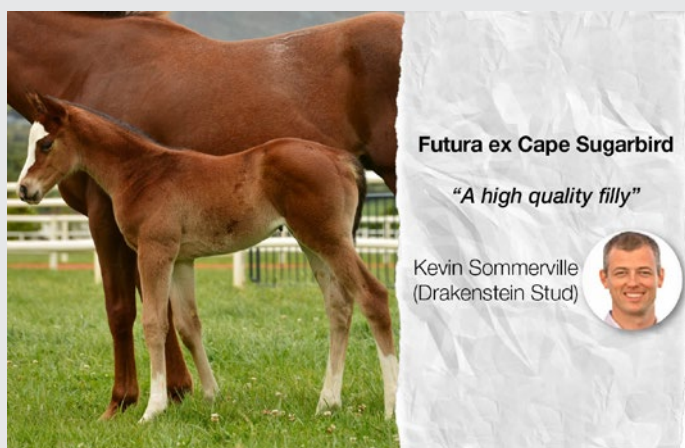 Futura ex Cape Sugarbird
“A high quality filly”
Kevin Sommerville
(Drakenstein Stud)